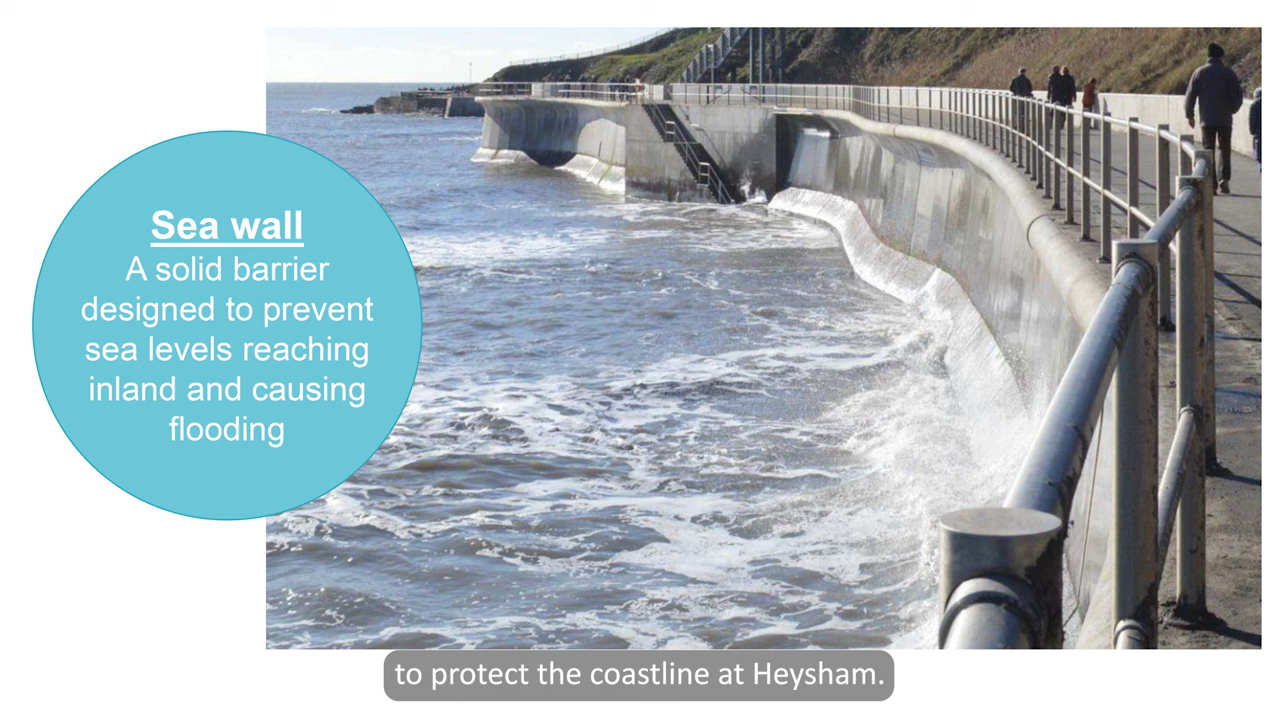 Sea wall
A solid barrier
designed to prevent
sea levels reaching
inland and causing
flooding
to protect the coastline at Heysham.